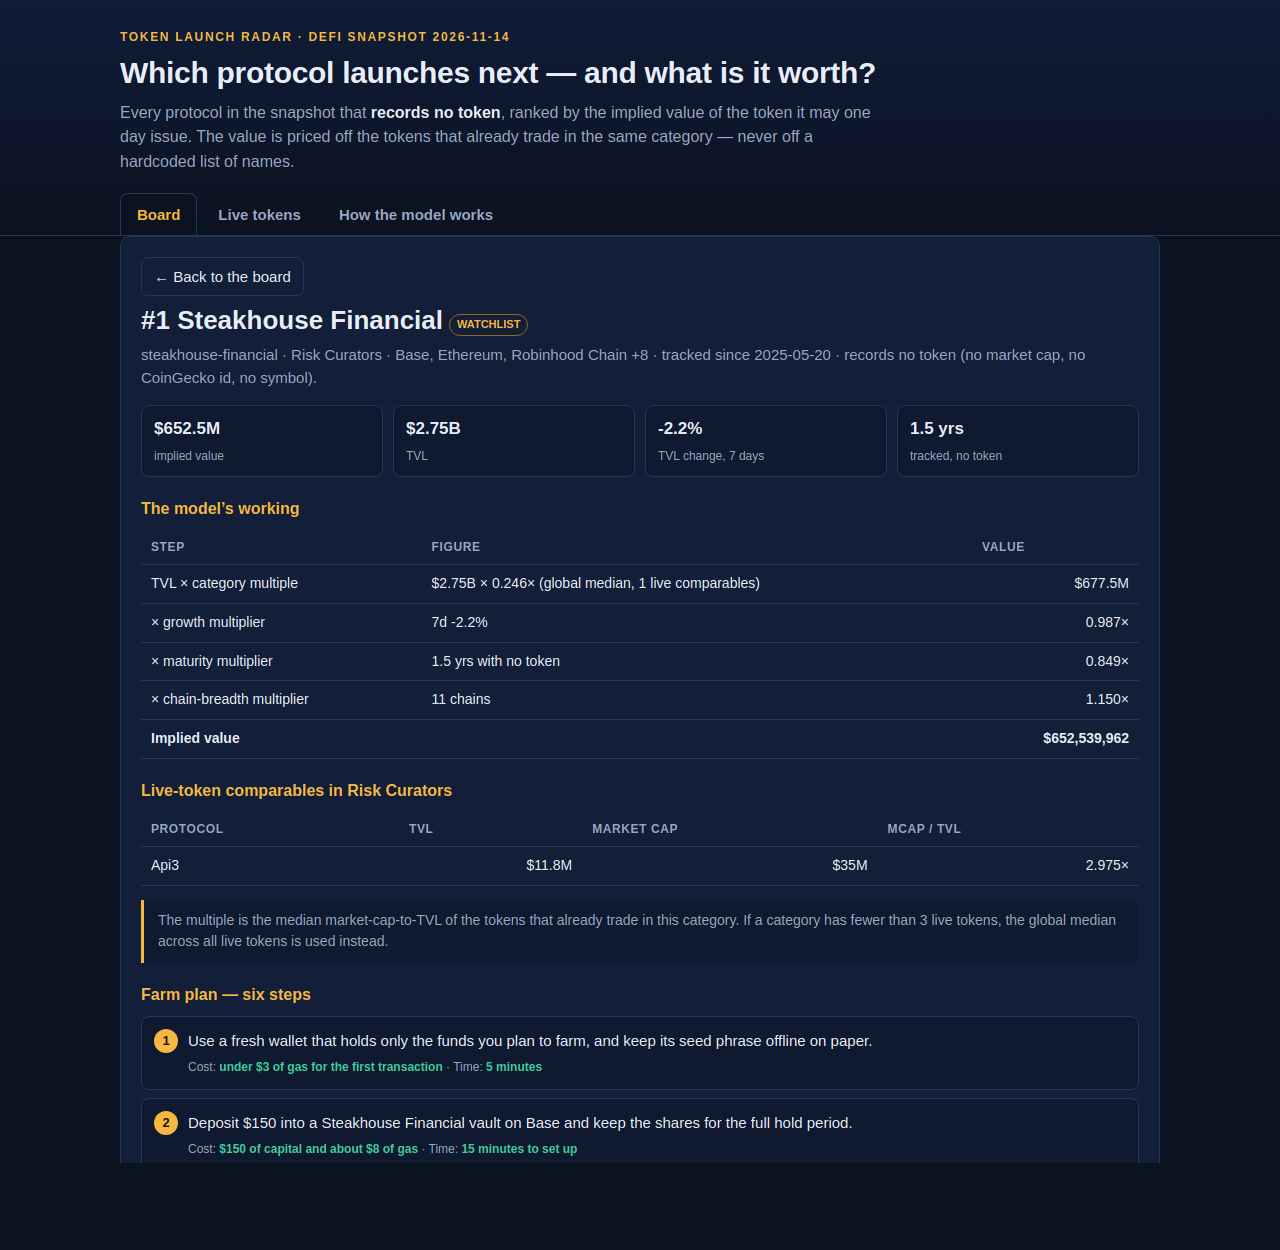 TOKEN LAUNCH RADAR · DEFI SNAPSHOT 2026-11-14
Which protocol launches next — and what is it worth?
Every protocol in the snapshot that records no token, ranked by the implied value of the token it may one
day issue. The value is priced off the tokens that already trade in the same category — never off a
hardcoded list of names.
Board
Live tokens
How the model works
← Back to the board
#1 Steakhouse Financial WATCHLIST
steakhouse-financial · Risk Curators · Base, Ethereum, Robinhood Chain +8 · tracked since 2025-05-20 · records no token (no market cap, no
CoinGecko id, no symbol).
$652.5M
implied value
$2.75B
TVL
-2.2%
TVL change, 7 days
1.5 yrs
tracked, no token
The model’s working
STEP FIGURE VALUE
TVL × category multiple $2.75B × 0.246× (global median, 1 live comparables) $677.5M
× growth multiplier 7d -2.2% 0.987×
× maturity multiplier 1.5 yrs with no token 0.849×
× chain-breadth multiplier 11 chains 1.150×
Implied value $652,539,962
Live-token comparables in Risk Curators
PROTOCOL TVL MARKET CAP MCAP / TVL
Api3 $11.8M $35M 2.975×
The multiple is the median market-cap-to-TVL of the tokens that already trade in this category. If a category has fewer than 3 live tokens, the global median
across all live tokens is used instead.
Farm plan — six steps
1 Use a fresh wallet that holds only the funds you plan to farm, and keep its seed phrase offline on paper.
Cost: under $3 of gas for the first transaction · Time: 5 minutes
2 Deposit $150 into a Steakhouse Financial vault on Base and keep the shares for the full hold period.
Cost: $150 of capital and about $8 of gas · Time: 15 minutes to set up